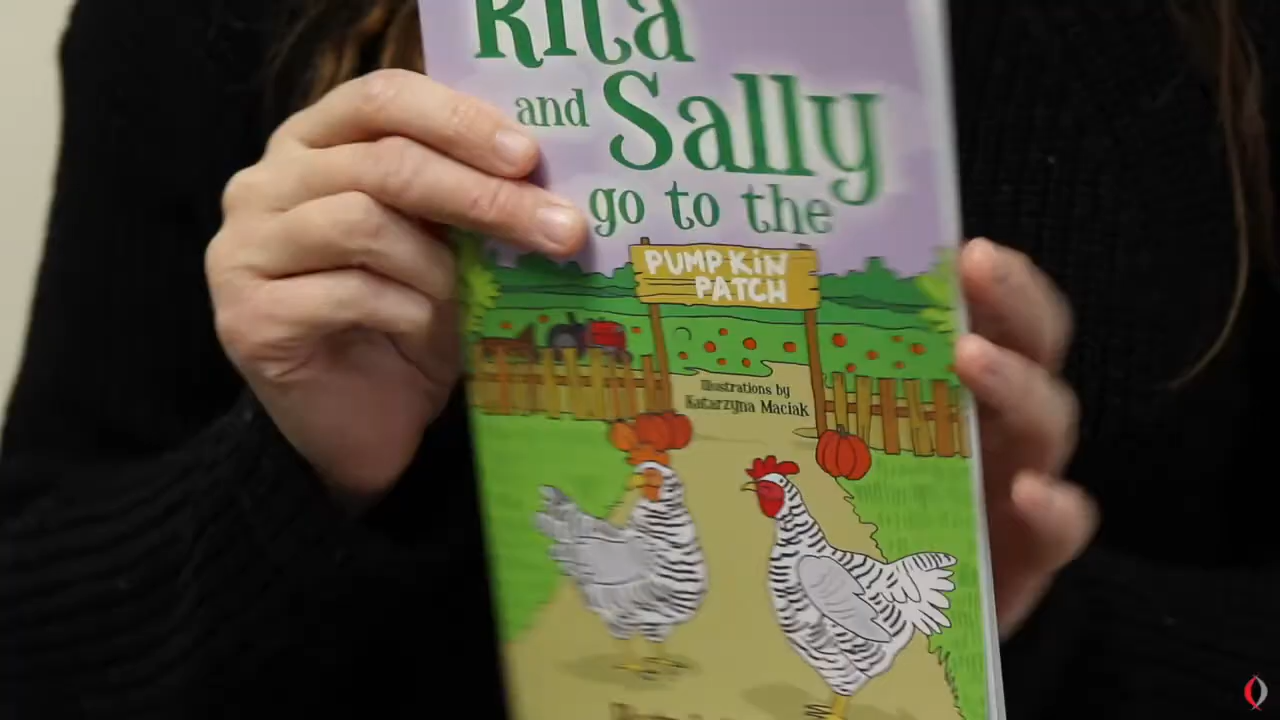 Rita
and Sally
go to the
PUMPKiN
PATCH
Illustrations by
Katarzyna Maciak